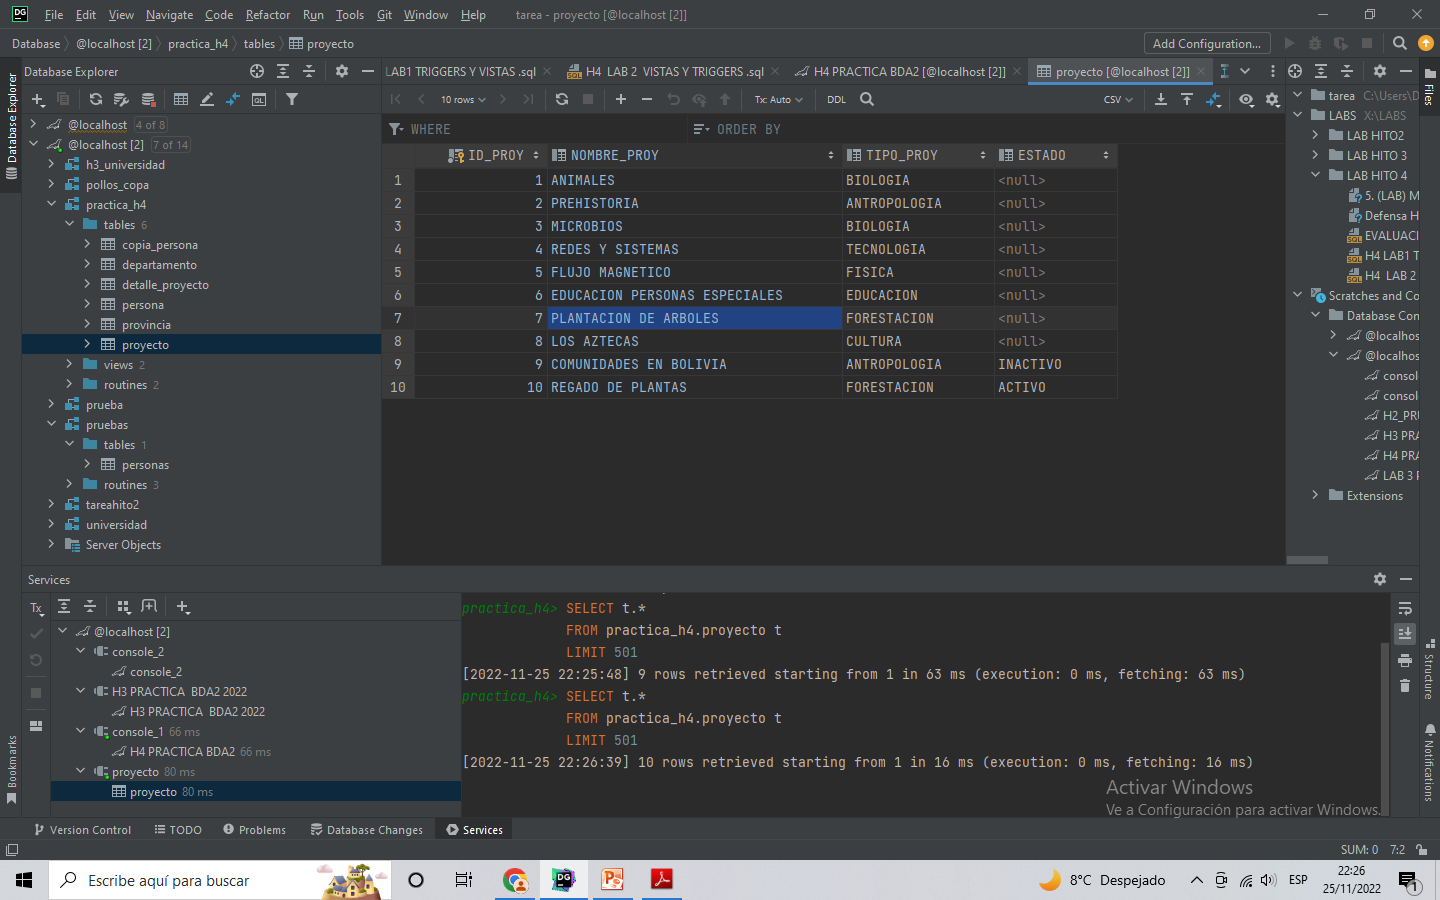 DG File Edit View Navigate Code Refactor Run Tools Git Window Help tarea - proyecto [@localhost [2]]
Database @localhost [2] practica_h4 tables proyecto Add Configuration...
Database Explorer
LAB1 TRIGGERS Y VISTAS .sql H4 LAB 2 VISTAS Y TRIGGERS .sql H4 PRACTICA BDA2 [@localhost [2]] proyecto [@localhost [2]]
10 rows Tx: Auto DDL CSV
WHERE ORDER BY
Database Explorer
@localhost 4 of 8
@localhost [2] 7 of 14
h3_universidad
pollos_copa
practica_h4
tables 6
copia_persona
departamento
detalle_proyecto
persona
provincia
proyecto
views 2
routines 2
prueba
pruebas
tables 1
personas
routines 3
tareahito2
universidad
Server Objects
ID_PROY NOMBRE_PROY TIPO_PROY ESTADO
1 1 ANIMALES BIOLOGIA <null>
2 2 PREHISTORIA ANTROPOLOGIA <null>
3 3 MICROBIOS BIOLOGIA <null>
4 4 REDES Y SISTEMAS TECNOLOGIA <null>
5 5 FLUJO MAGNETICO FISICA <null>
6 6 EDUCACION PERSONAS ESPECIALES EDUCACION <null>
7 7 PLANTACION DE ARBOLES FORESTACION <null>
8 8 LOS AZTECAS CULTURA <null>
9 9 COMUNIDADES EN BOLIVIA ANTROPOLOGIA INACTIVO
10 10 REGADO DE PLANTAS FORESTACION ACTIVO
tarea C:\Users\D
LABS X:\LABS
LAB HITO2
LAB HITO 3
LAB HITO 4
5. (LAB) M
Defensa H
EVALUACI
H4 LAB1 T
H4 LAB 2
Scratches and Co
Database Con
@localhos
@localhos
consol
consol
H2_PRU
H3 PRA
H4 PRA
LAB 3 P
Extensions
Files
Structure
Notifications
Bookmarks
Services
Tx
@localhost [2]
console_2
console_2
H3 PRACTICA BDA2 2022
H3 PRACTICA BDA2 2022
console_1 66 ms
H4 PRACTICA BDA2 66 ms
proyecto 80 ms
proyecto 80 ms
practica_h4> SELECT t.*
FROM practica_h4.proyecto t
LIMIT 501
[2022-11-25 22:25:48] 9 rows retrieved starting from 1 in 63 ms (execution: 0 ms, fetching: 63 ms)
practica_h4> SELECT t.*
FROM practica_h4.proyecto t
LIMIT 501
[2022-11-25 22:26:39] 10 rows retrieved starting from 1 in 16 ms (execution: 0 ms, fetching: 16 ms)
Activar Windows
Ve a Configuración para activar Windows.
Version Control TODO Problems Database Changes Services
SUM: 0 7:2
Escribe aquí para buscar
8°C Despejado ESP 22:26
25/11/2022
1